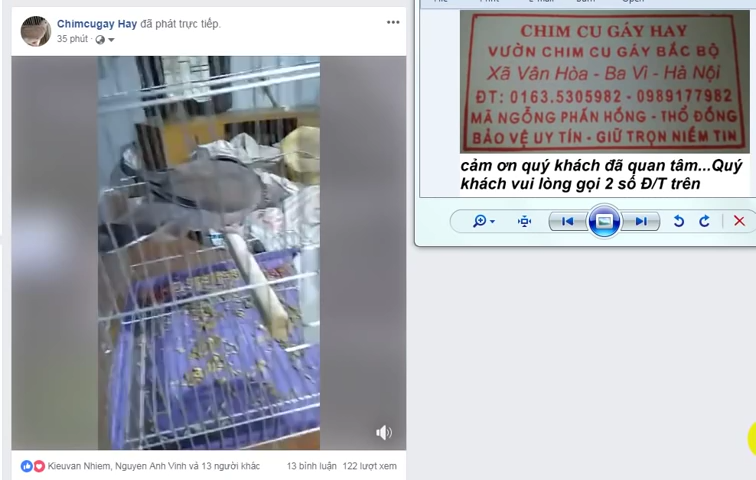 Chimcugay Hay đã phát trực tiếp.
35 phút ·
Kieuvan Nhiem, Nguyen Anh Vinh và 13 người khác
13 bình luận 122 lượt xem
CHIM CU GÁY HAY
VƯỜN CHIM CU GÁY BẮC BỘ
Xã Vân Hòa - Ba Vì - Hà Nội
ĐT: 0163.5305982 - 0989177982
MÃ NGỖNG PHẤN HỒNG - THỔ ĐỒNG
BẢO VỆ UY TÍN - GIỮ TRỌN NIỀM TIN
cảm ơn quý khách đã quan tâm...Quý
khách vui lòng gọi 2 số Đ/T trên